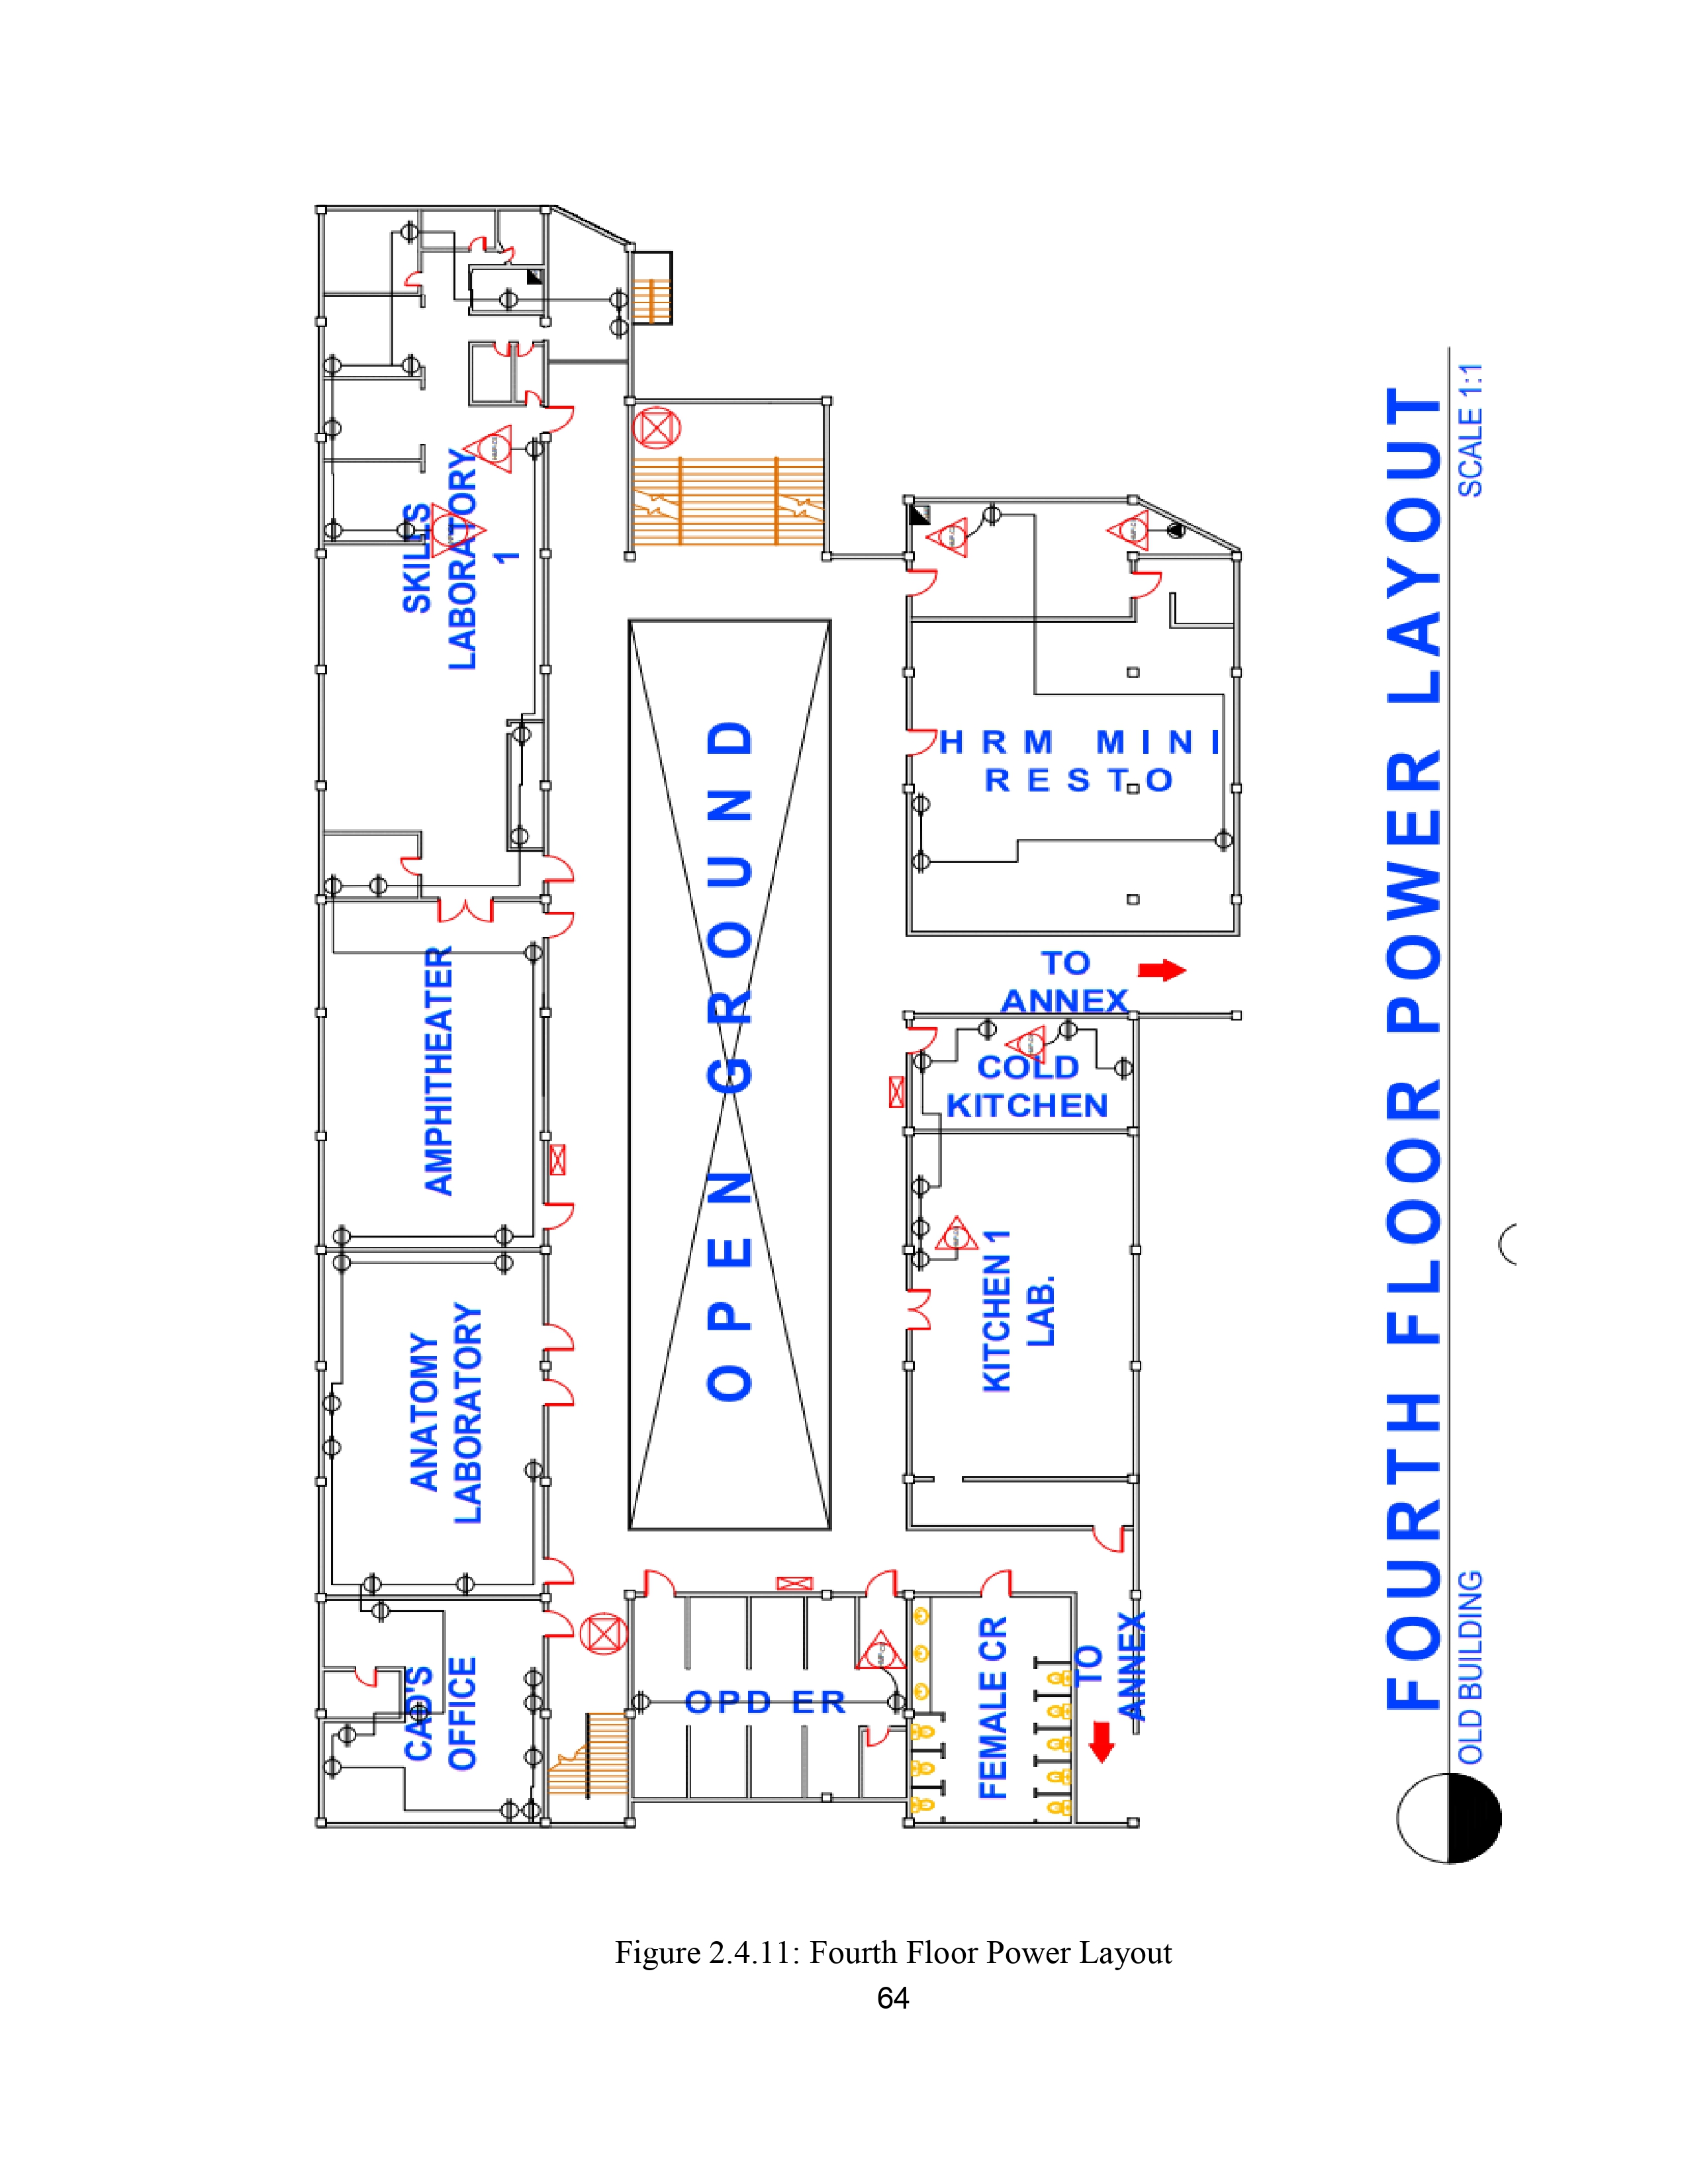 SKILLS
LABORATORY
1
AMPHITHEATER
ANATOMY
LABORATORY
CAD'S
OFFICE
OPEN GROUND
HRM MINI
RESTO
TO
ANNEX
COLD
KITCHEN
KITCHEN 1
LAB.
OPD ER
FEMALE CR
TO
ANNEX
FOURTH FLOOR POWER LAYOUT
OLD BUILDING
SCALE 1:1
Figure 2.4.11: Fourth Floor Power Layout
64